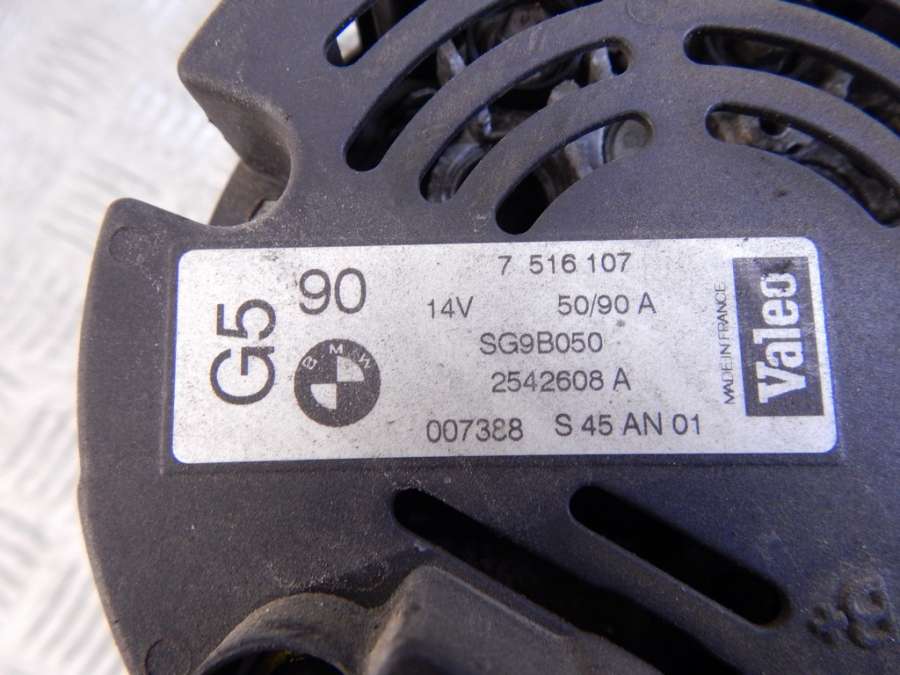 G5 90
BMW
7 516 107
14V 50/90 A
SG9B050
2542608 A
007388 S 45 AN 01
MADE IN FRANCE
Valeo
B+